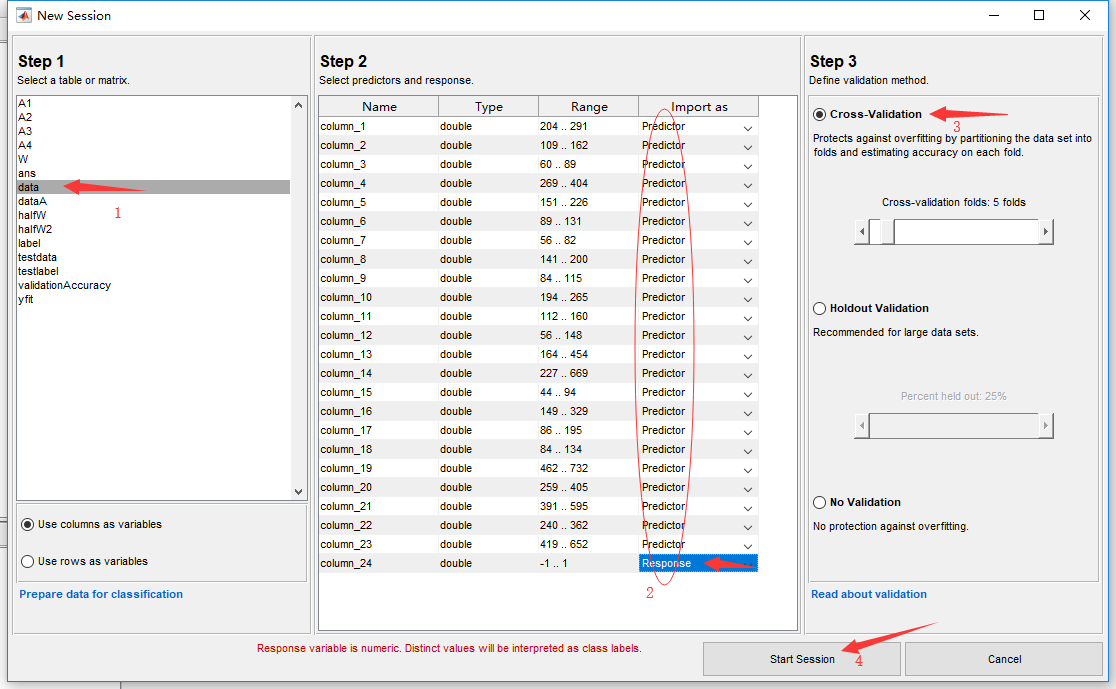 New Session
Step 1
Select a table or matrix.
A1
A2
A3
A4
W
ans
data
dataA
halfW
halfW2
label
testdata
testlabel
validationAccuracy
yfit
1
Use columns as variables
Use rows as variables
Prepare data for classification
Step 2
Select predictors and response.
Name Type Range Import as
column_1 double 204 .. 291 Predictor
column_2 double 109 .. 162 Predictor
column_3 double 60 .. 89 Predictor
column_4 double 269 .. 404 Predictor
column_5 double 151 .. 226 Predictor
column_6 double 89 .. 131 Predictor
column_7 double 56 .. 82 Predictor
column_8 double 141 .. 200 Predictor
column_9 double 84 .. 115 Predictor
column_10 double 194 .. 265 Predictor
column_11 double 112 .. 160 Predictor
column_12 double 56 .. 148 Predictor
column_13 double 164 .. 454 Predictor
column_14 double 227 .. 669 Predictor
column_15 double 44 .. 94 Predictor
column_16 double 149 .. 329 Predictor
column_17 double 86 .. 195 Predictor
column_18 double 84 .. 134 Predictor
column_19 double 462 .. 732 Predictor
column_20 double 259 .. 405 Predictor
column_21 double 391 .. 595 Predictor
column_22 double 240 .. 362 Predictor
column_23 double 419 .. 652 Predictor
column_24 double -1 .. 1 Response
2
Step 3
Define validation method.
Cross-Validation
3
Protects against overfitting by partitioning the data set into
folds and estimating accuracy on each fold.
Cross-validation folds: 5 folds
Holdout Validation
Recommended for large data sets.
Percent held out: 25%
No Validation
No protection against overfitting.
Read about validation
Response variable is numeric. Distinct values will be interpreted as class labels.
Start Session
4
Cancel